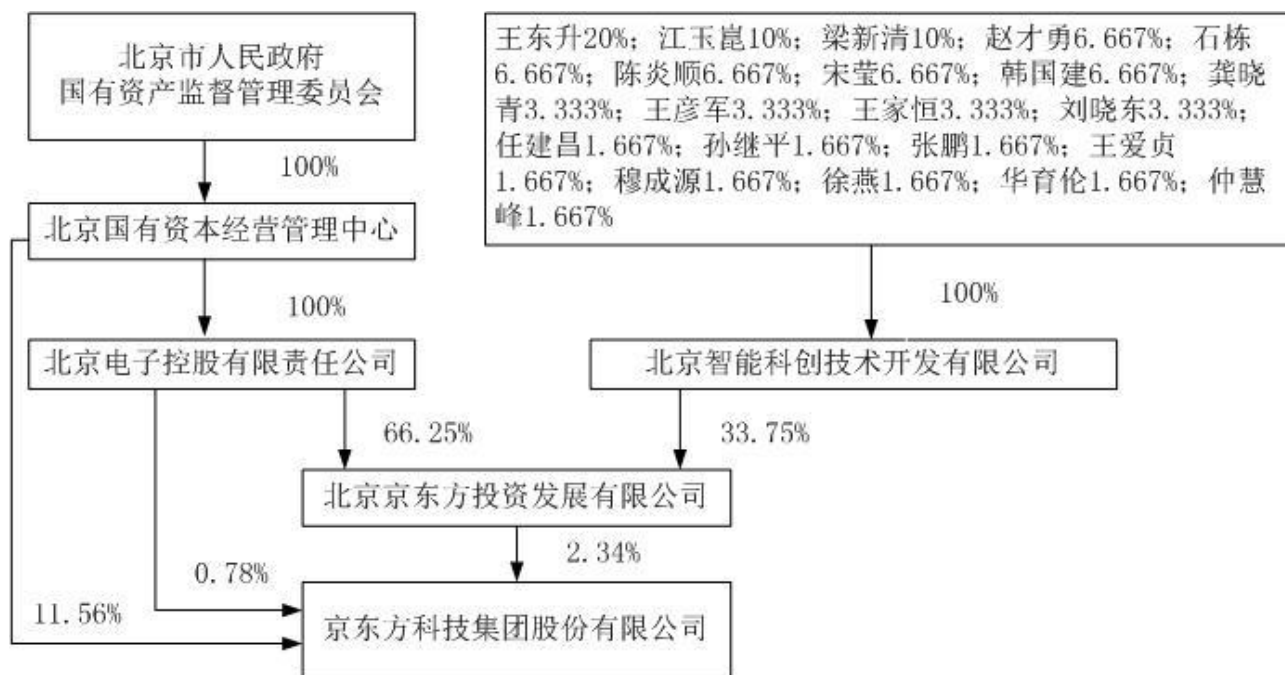 北京市人民政府
国有资产监督管理委员会
王东升20%；江玉崑10%；梁新清10%；赵才勇6.667%；石栋
6.667%；陈炎顺6.667%；宋莹6.667%；韩国建6.667%；龚晓
青3.333%；王彦军3.333%；王家恒3.333%；刘晓东3.333%；
任建昌1.667%；孙继平1.667%；张鹏1.667%；王爱贞
1.667%；穆成源1.667%；徐燕1.667%；华育伦1.667%；仲慧
峰1.667%
100%
北京国有资本经营管理中心
100%
100%
北京电子控股有限责任公司
北京智能科创技术开发有限公司
66.25%
33.75%
北京京东方投资发展有限公司
2.34%
0.78%
11.56%
京东方科技集团股份有限公司